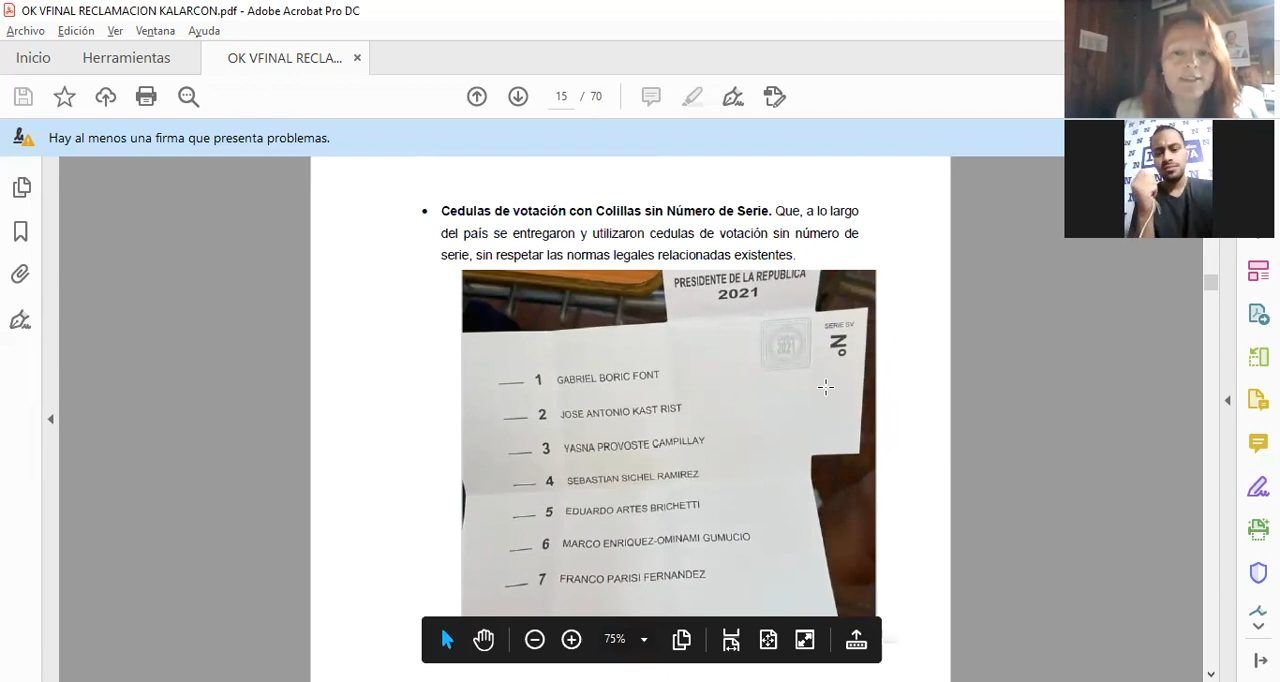 OK VFINAL RECLAMACION KALARCON.pdf - Adobe Acrobat Pro DC
Archivo Edición Ver Ventana Ayuda
Inicio Herramientas OK VFINAL RECLA... ×
15 / 70
Hay al menos una firma que presenta problemas.
• Cedulas de votación con Colillas sin Número de Serie. Que, a lo largo
del país se entregaron y utilizaron cedulas de votación sin número de
serie, sin respetar las normas legales relacionadas existentes.
PRESIDENTE DE LA REPUBLICA
2021
SERIE SV
Nº
1 GABRIEL BORIC FONT
2 JOSE ANTONIO KAST RIST
3 YASNA PROVOSTE CAMPILLAY
4 SEBASTIAN SICHEL RAMIREZ
5 EDUARDO ARTES BRICHETTI
6 MARCO ENRIQUEZ-OMINAMI GUMUCIO
7 FRANCO PARISI FERNANDEZ
75%